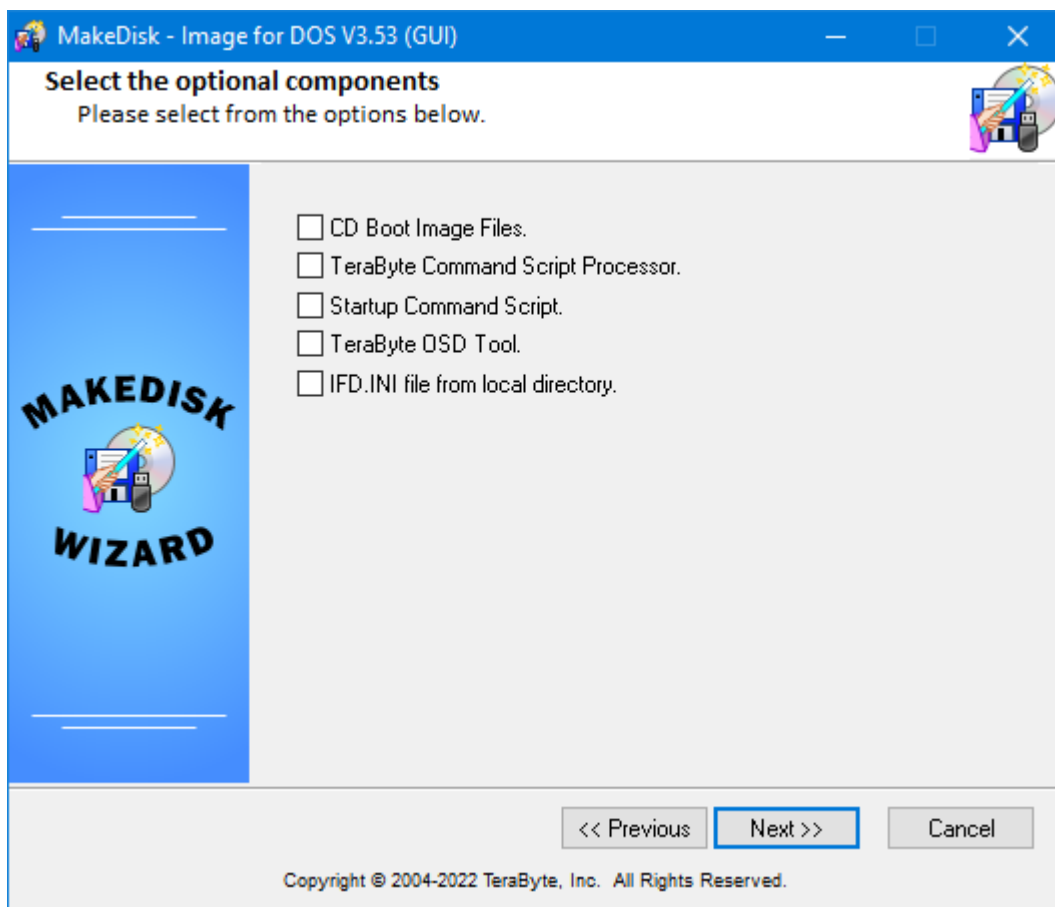 MakeDisk - Image for DOS V3.53 (GUI)
Select the optional components
Please select from the options below.
CD Boot Image Files.
TeraByte Command Script Processor.
Startup Command Script.
TeraByte OSD Tool.
IFD.INI file from local directory.
MAKEDISK
WIZARD
<< Previous
Next >>
Cancel
Copyright © 2004-2022 TeraByte, Inc. All Rights Reserved.